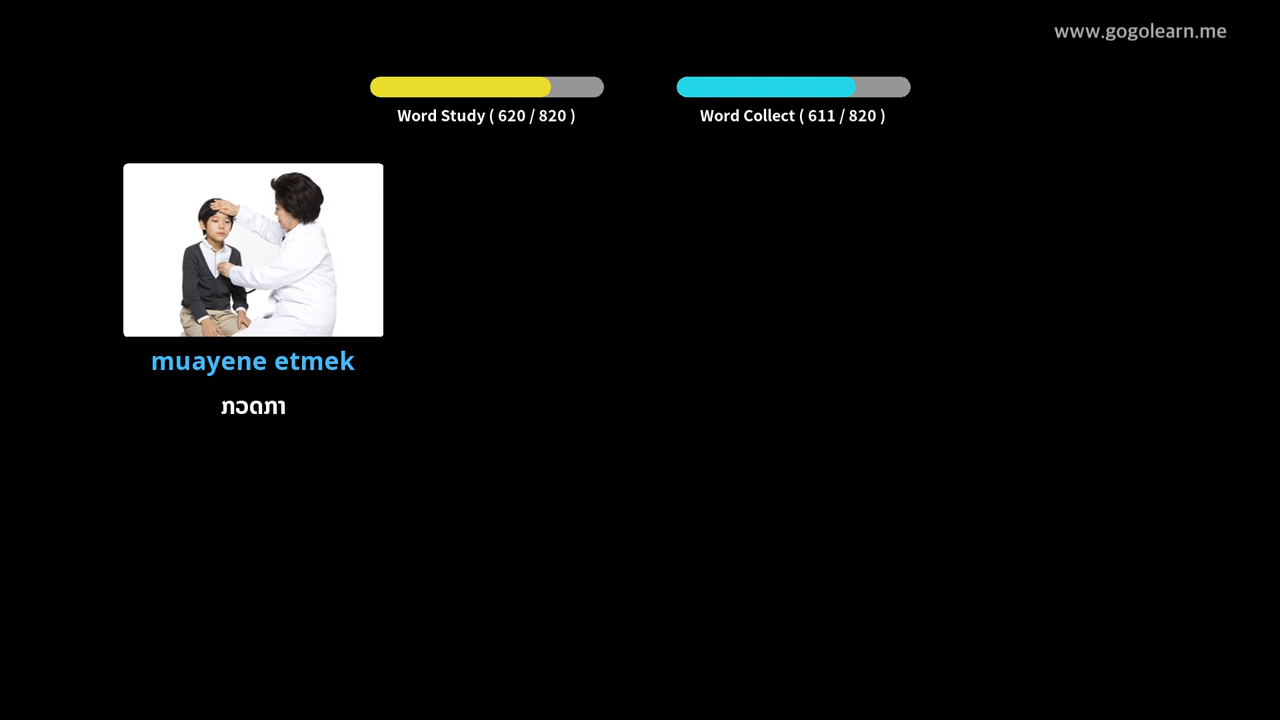 www.gogolearn.me
Word Study ( 620 / 820 )
Word Collect ( 611 / 820 )
muayene etmek
ກວດກາ